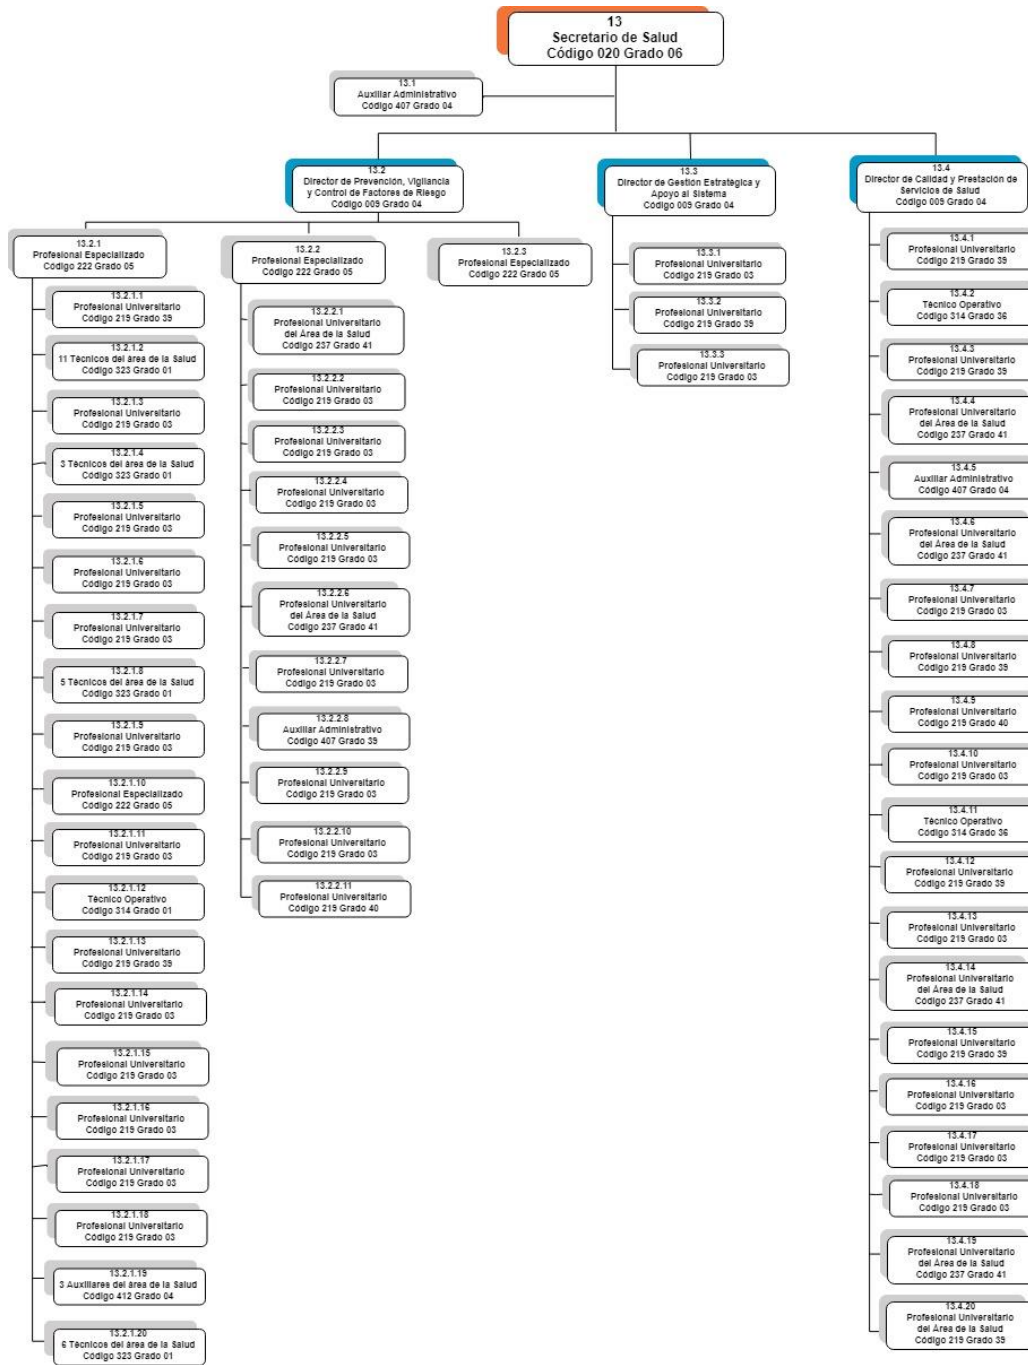 13
Secretario de Salud
Código 020 Grado 06
13.1
Auxiliar Administrativo
Código 407 Grado 04
13.2
Director de Prevención, Vigilancia
y Control de Factores de Riesgo
Código 009 Grado 04
13.3
Director de Gestión Estratégica y
Apoyo al Sistema
Código 009 Grado 04
13.4
Director de Calidad y Prestación de
Servicios de Salud
Código 009 Grado 04
13.2.1
Profesional Especializado
Código 222 Grado 05
13.2.1.1
Profesional Universitario
Código 219 Grado 39
13.2.1.2
11 Técnicos del área de la Salud
Código 323 Grado 01
13.2.1.3
Profesional Universitario
Código 219 Grado 03
13.2.1.4
3 Técnicos del área de la Salud
Código 323 Grado 01
13.2.1.5
Profesional Universitario
Código 219 Grado 03
13.2.1.6
Profesional Universitario
Código 219 Grado 03
13.2.1.7
Profesional Universitario
Código 219 Grado 03
13.2.1.8
5 Técnicos del área de la Salud
Código 323 Grado 01
13.2.1.9
Profesional Universitario
Código 219 Grado 03
13.2.1.10
Profesional Especializado
Código 222 Grado 05
13.2.1.11
Profesional Universitario
Código 219 Grado 03
13.2.1.12
Técnico Operativo
Código 314 Grado 01
13.2.1.13
Profesional Universitario
Código 219 Grado 39
13.2.1.14
Profesional Universitario
Código 219 Grado 03
13.2.1.15
Profesional Universitario
Código 219 Grado 03
13.2.1.16
Profesional Universitario
Código 219 Grado 03
13.2.1.17
Profesional Universitario
Código 219 Grado 03
13.2.1.18
Profesional Universitario
Código 219 Grado 03
13.2.1.19
3 Auxiliares del área de la Salud
Código 412 Grado 04
13.2.1.20
6 Técnicos del área de la Salud
Código 323 Grado 01
13.2.2
Profesional Especializado
Código 222 Grado 05
13.2.2.1
Profesional Universitario
del Área de la Salud
Código 237 Grado 41
13.2.2.2
Profesional Universitario
Código 219 Grado 03
13.2.2.3
Profesional Universitario
Código 219 Grado 03
13.2.2.4
Profesional Universitario
Código 219 Grado 03
13.2.2.5
Profesional Universitario
Código 219 Grado 03
13.2.2.6
Profesional Universitario
del Área de la Salud
Código 237 Grado 41
13.2.2.7
Profesional Universitario
Código 219 Grado 03
13.2.2.8
Auxiliar Administrativo
Código 407 Grado 39
13.2.2.9
Profesional Universitario
Código 219 Grado 03
13.2.2.10
Profesional Universitario
Código 219 Grado 03
13.2.2.11
Profesional Universitario
Código 219 Grado 40
13.2.3
Profesional Especializado
Código 222 Grado 05
13.3.1
Profesional Universitario
Código 219 Grado 03
13.3.2
Profesional Universitario
Código 219 Grado 39
13.3.3
Profesional Universitario
Código 219 Grado 03
13.4.1
Profesional Universitario
Código 219 Grado 39
13.4.2
Técnico Operativo
Código 314 Grado 36
13.4.3
Profesional Universitario
Código 219 Grado 39
13.4.4
Profesional Universitario
del Área de la Salud
Código 237 Grado 41
13.4.5
Auxiliar Administrativo
Código 407 Grado 04
13.4.6
Profesional Universitario
del Área de la Salud
Código 237 Grado 41
13.4.7
Profesional Universitario
Código 219 Grado 03
13.4.8
Profesional Universitario
Código 219 Grado 39
13.4.9
Profesional Universitario
Código 219 Grado 40
13.4.10
Profesional Universitario
Código 219 Grado 03
13.4.11
Técnico Operativo
Código 314 Grado 36
13.4.12
Profesional Universitario
Código 219 Grado 39
13.4.13
Profesional Universitario
Código 219 Grado 03
13.4.14
Profesional Universitario
del Área de la Salud
Código 237 Grado 41
13.4.15
Profesional Universitario
Código 219 Grado 39
13.4.16
Profesional Universitario
Código 219 Grado 03
13.4.17
Profesional Universitario
Código 219 Grado 03
13.4.18
Profesional Universitario
Código 219 Grado 03
13.4.19
Profesional Universitario
del Área de la Salud
Código 237 Grado 41
13.4.20
Profesional Universitario
del Área de la Salud
Código 219 Grado 39